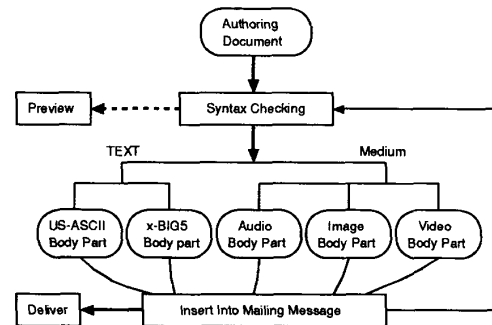 Authoring
Document
Preview
Syntax Checking
TEXT
Medium
US-ASCII
Body Part
x-BIG5
Body part
Audio
Body Part
Image
Body Part
Video
Body Part
Deliver
Insert Into Mailing Message